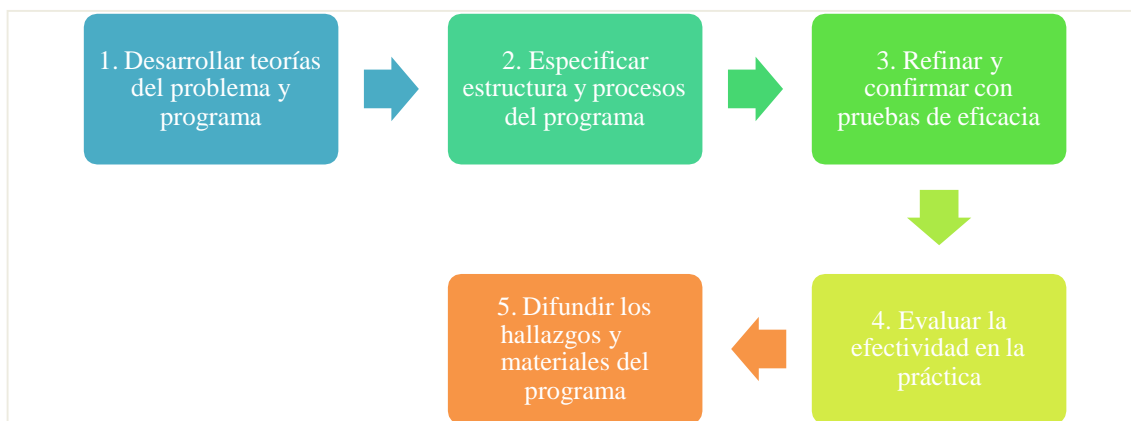 1. Desarrollar teorías
del problema y
programa
2. Especificar
estructura y procesos
del programa
3. Refinar y
confirmar con
pruebas de eficacia
4. Evaluar la
efectividad en la
práctica
5. Difundir los
hallazgos y
materiales del
programa